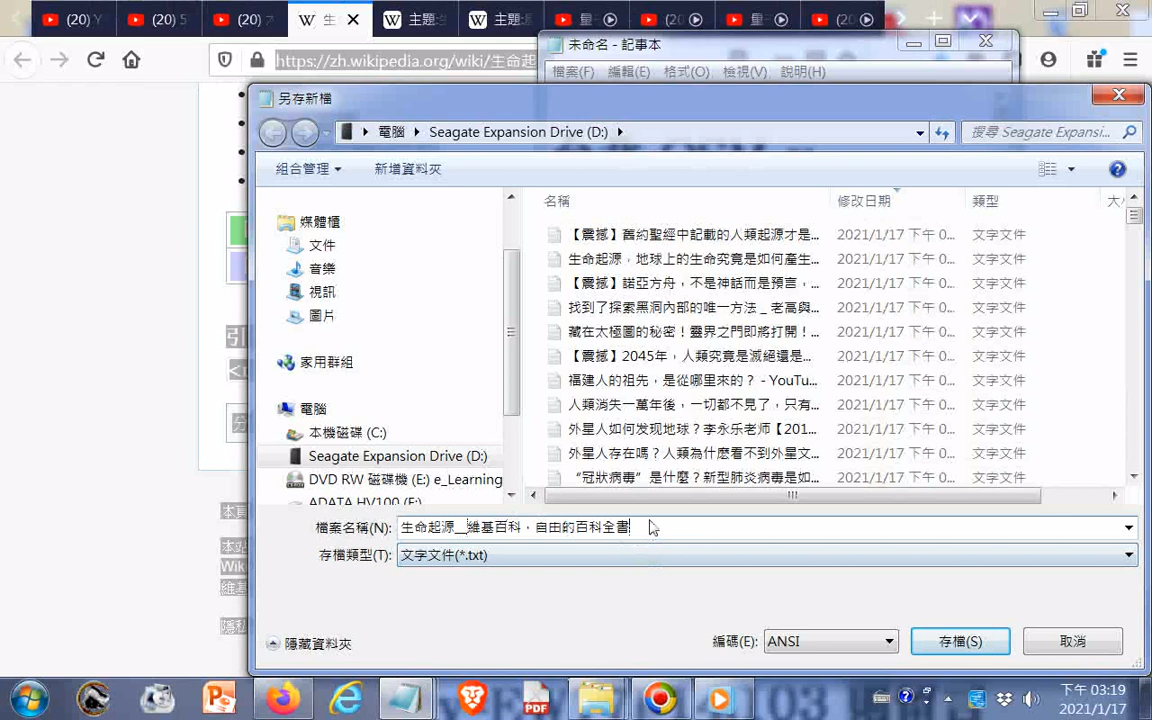 (20) Y
(20) 5
(20) ㄱ
生
主題:
主題:
星
(20)
星
(20)
https://zh.wikipedia.org/wiki/生命起
未命名 - 記事本
檔案(F) 編輯(E) 格式(O) 檢視(V) 說明(H)
另存新檔
電腦 Seagate Expansion Drive (D:)
搜尋 Seagate Expansi...
組合管理 新增資料夾
名稱 修改日期 類型 大
媒體櫃
文件
音樂
視訊
圖片
家用群組
電腦
本機磁碟 (C:)
Seagate Expansion Drive (D:)
DVD RW 磁碟機 (E:) e_Learning
ADATA HV100 (F:)
【震撼】舊約聖經中記載的人類起源才是... 2021/1/17 下午 0... 文字文件
生命起源，地球上的生命究竟是如何產生... 2021/1/17 下午 0... 文字文件
【震撼】諾亞方舟，不是神話而是預言，... 2021/1/17 下午 0... 文字文件
找到了探索黑洞內部的唯一方法 _ 老高與... 2021/1/17 下午 0... 文字文件
藏在太極圖的秘密！靈界之門即將打開！... 2021/1/17 下午 0... 文字文件
【震撼】2045年，人類究竟是滅絕還是... 2021/1/17 下午 0... 文字文件
福建人的祖先，是從哪里來的？ - YouTu... 2021/1/17 下午 0... 文字文件
人類消失一萬年後，一切都不見了，只有... 2021/1/17 下午 0... 文字文件
外星人如何发现地球？李永乐老师【201... 2021/1/17 下午 0... 文字文件
外星人存在嗎？人類為什麼看不到外星文... 2021/1/17 下午 0... 文字文件
“冠狀病毒”是什麼？新型肺炎病毒是如... 2021/1/17 下午 0... 文字文件
檔案名稱(N): 生命起源__維基百科，自由的百科全書
存檔類型(T): 文字文件(*.txt)
隱藏資料夾
編碼(E): ANSI 存檔(S) 取消
引
分
本頁
本站
Wiki
維基
隱私
下午 03:19
2021/1/17